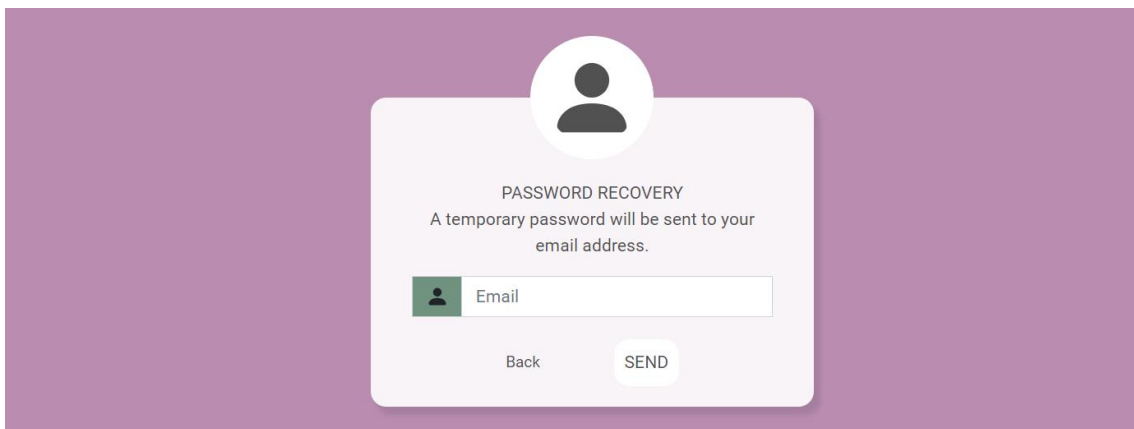 PASSWORD RECOVERY
A temporary password will be sent to your
email address.
Email
Back SEND